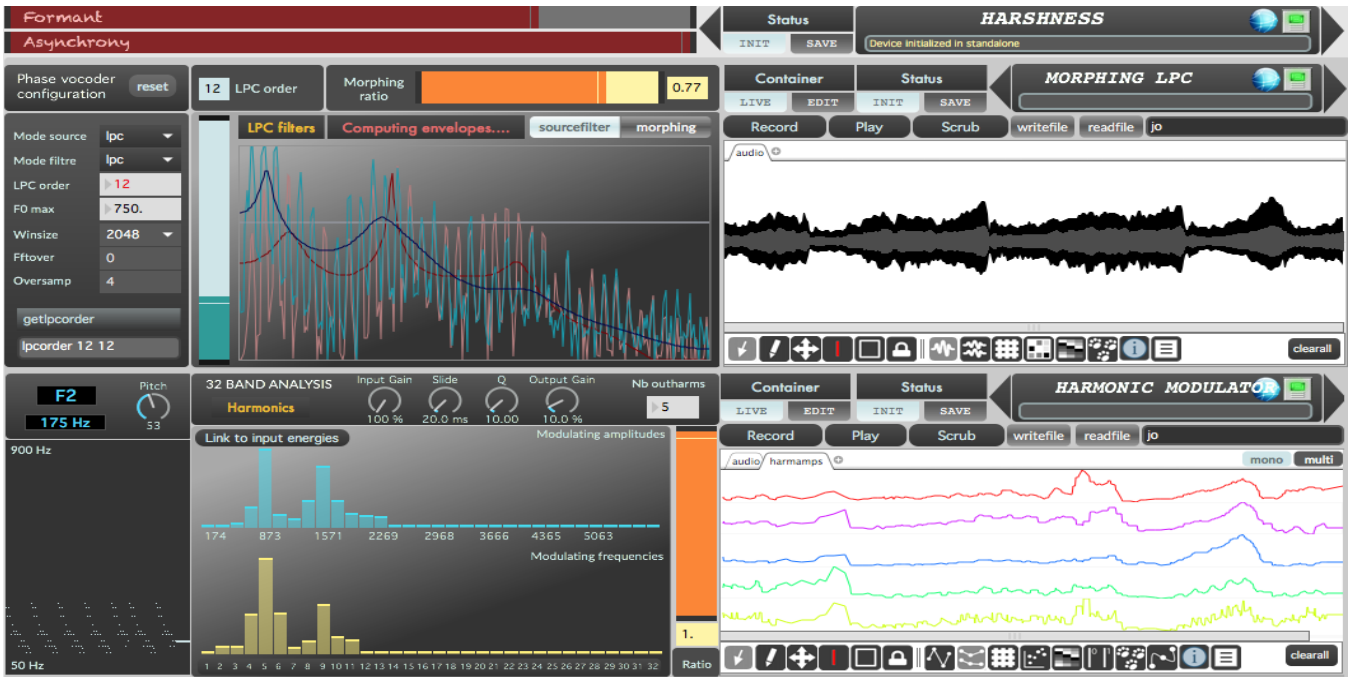 Formant
Asynchrony
Status
INIT SAVE
HARSHNESS
Device initialized in standalone
Phase vocoder
configuration
reset
12 LPC order
Morphing
ratio
0.77
Container
LIVE EDIT
Status
INIT SAVE
MORPHING LPC
Record Play Scrub writefile readfile jo
audio
Mode source lpc
Mode filtre lpc
LPC order 12
F0 max 750.
Winsize 2048
Fftover 0
Oversamp 4
getlpcorder
lpcorder 12 12
LPC filters Computing envelopes.... sourcefilter morphing
clearall
F2
175 Hz
Pitch
53
900 Hz
50 Hz
32 BAND ANALYSIS
Harmonics
Input Gain Slide Q Output Gain
100 % 20.0 ms 10.00 10.0 %
Nb outharms
5
Link to input energies
Modulating amplitudes
174 873 1571 2269 2968 3666 4365 5063
Modulating frequencies
1 2 3 4 5 6 7 8 9 10 11 12 13 14 15 16 17 18 19 20 21 22 23 24 25 26 27 28 29 30 31 32
1.
Ratio
Container
LIVE EDIT
Status
INIT SAVE
HARMONIC MODULATOR
Record Play Scrub writefile readfile jo
audio harmamps
mono multi
clearall